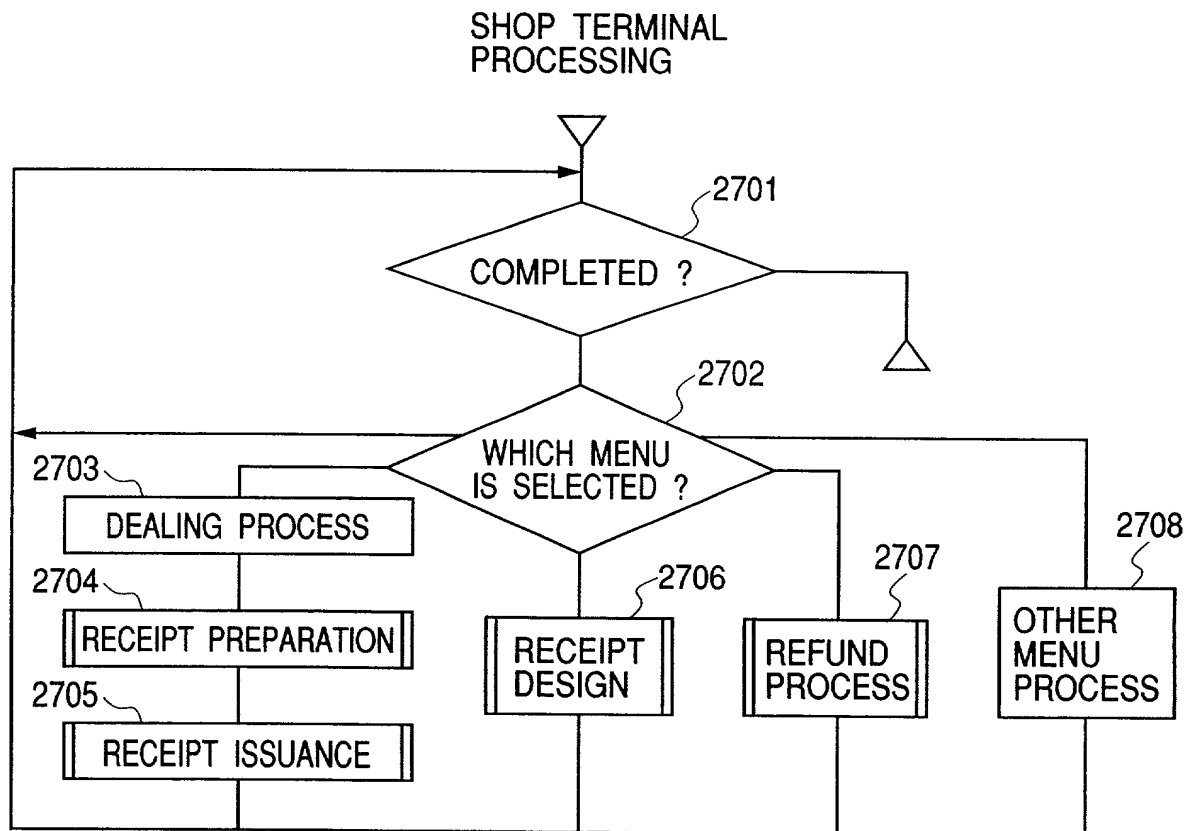 SHOP TERMINAL
PROCESSING
2701
COMPLETED ?
2702
WHICH MENU
IS SELECTED ?
2703
DEALING PROCESS
2704
RECEIPT PREPARATION
2705
RECEIPT ISSUANCE
2706
RECEIPT
DESIGN
2707
REFUND
PROCESS
2708
OTHER
MENU
PROCESS